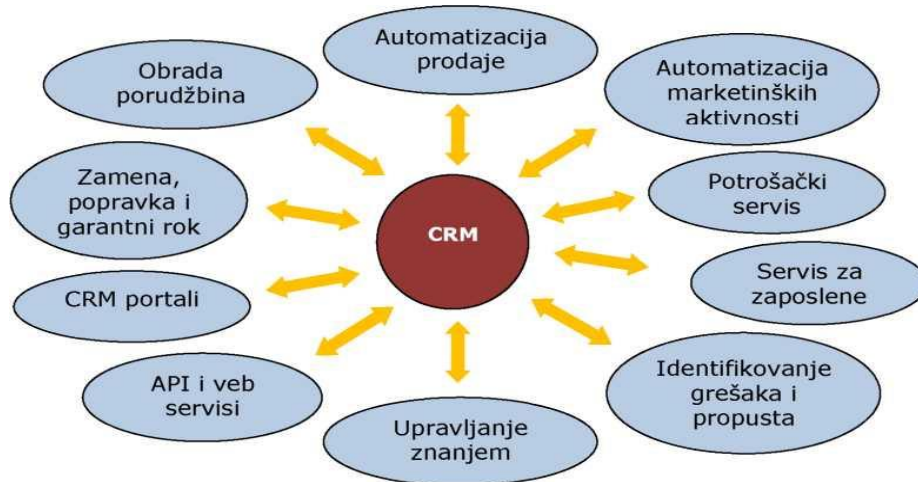 Automatizacija
prodaje
Obrada
porudžbina
Automatizacija
marketinških
aktivnosti
Zamena,
popravka i
garantni rok
Potrošački
servis
CRM
CRM portali
Servis za
zaposlene
API i veb
servisi
Identifikovanje
grešaka i
propusta
Upravljanje
znanjem